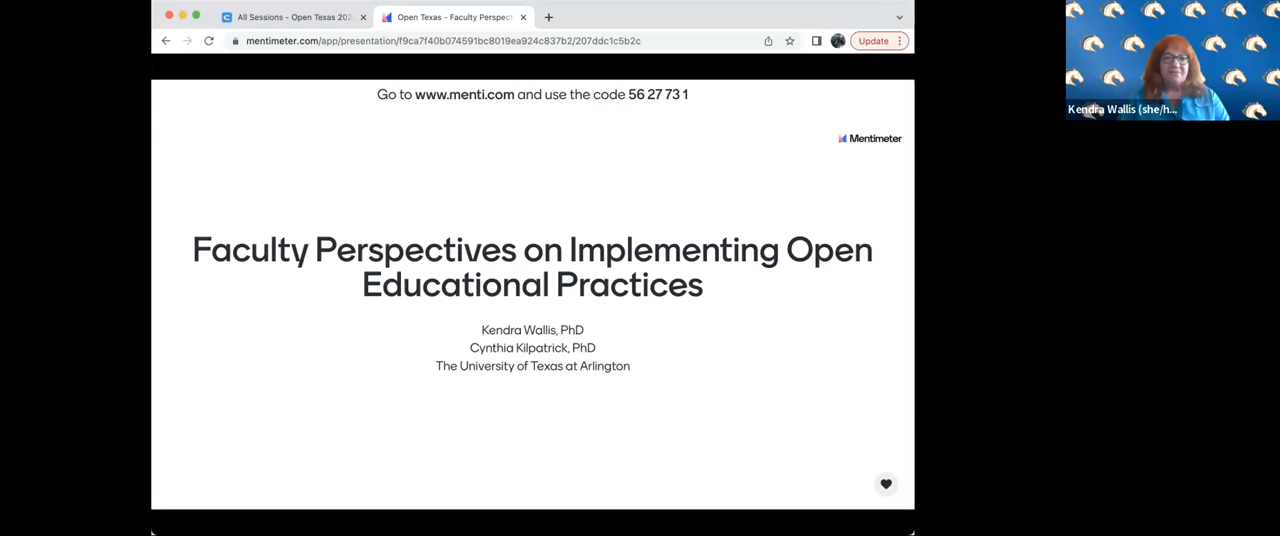 All Sessions - Open Texas 202
Open Texas - Faculty Perspect
mentimeter.com/app/presentation/f9ca7f40b074591bc8019ea924c837b2/207ddc1c5b2c
Update
Kendra Wallis (she/h...
Go to www.menti.com and use the code 56 27 73 1
Mentimeter
Faculty Perspectives on Implementing Open
Educational Practices
Kendra Wallis, PhD
Cynthia Kilpatrick, PhD
The University of Texas at Arlington